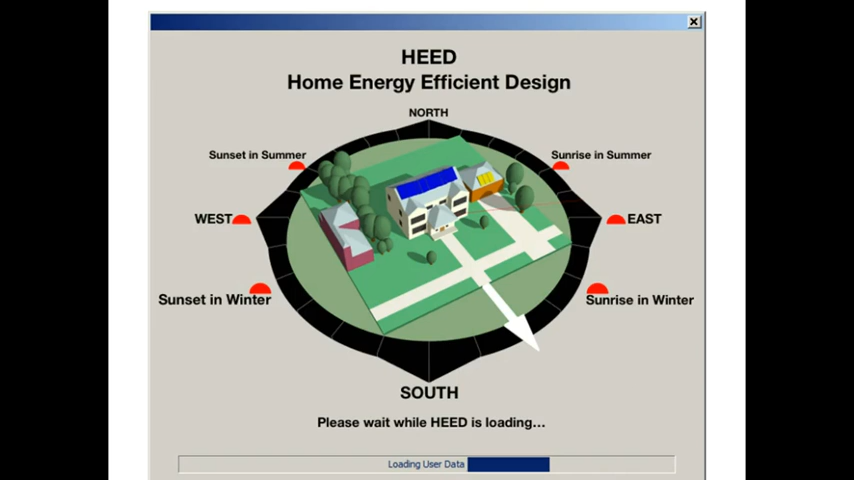 HEED
Home Energy Efficient Design
NORTH
Sunset in Summer
Sunrise in Summer
WEST
EAST
Sunset in Winter
Sunrise in Winter
SOUTH
Please wait while HEED is loading...
Loading User Data